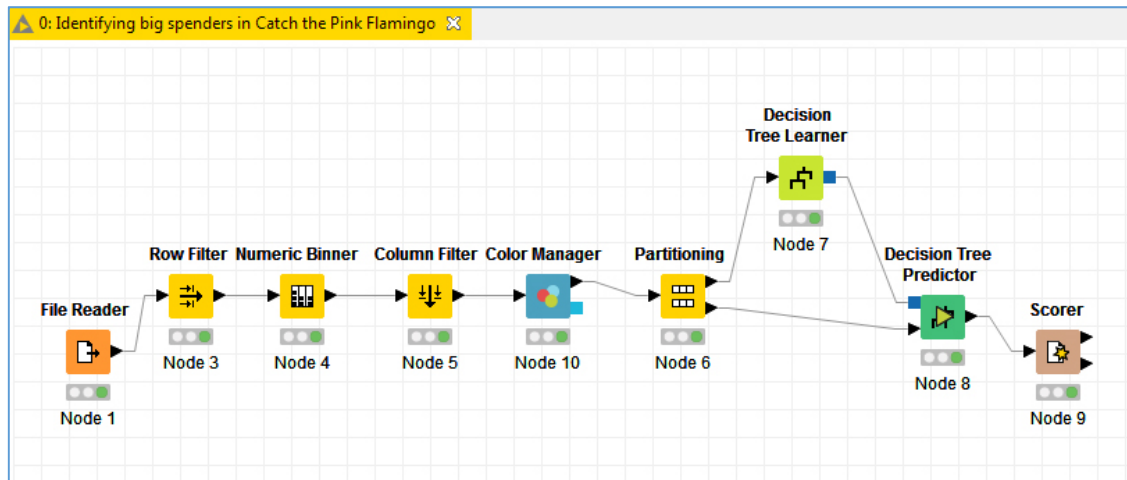 0: Identifying big spenders in Catch the Pink Flamingo
Decision
Tree Learner
Node 7
Row Filter
Numeric Binner
Column Filter
Color Manager
Partitioning
Decision Tree
Predictor
File Reader
Scorer
Node 3
Node 4
Node 5
Node 10
Node 6
Node 8
Node 1
Node 9